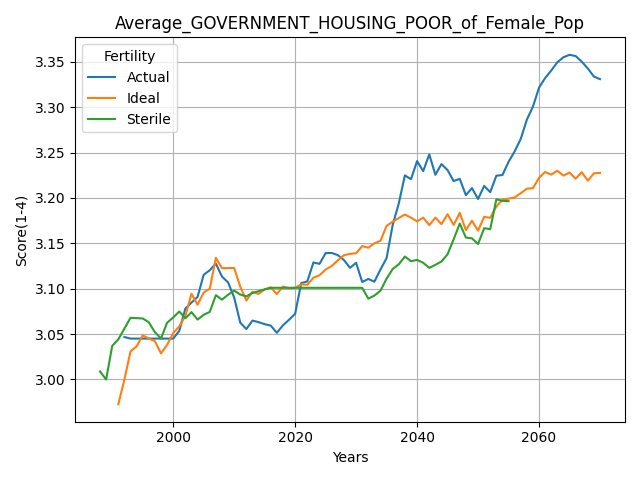 Average_GOVERNMENT_HOUSING_POOR_of_Female_Pop
Fertility
Actual
Ideal
Sterile
3.35
3.30
3.25
3.20
3.15
3.10
3.05
3.00
Score(1-4)
2000
2020
2040
2060
Years